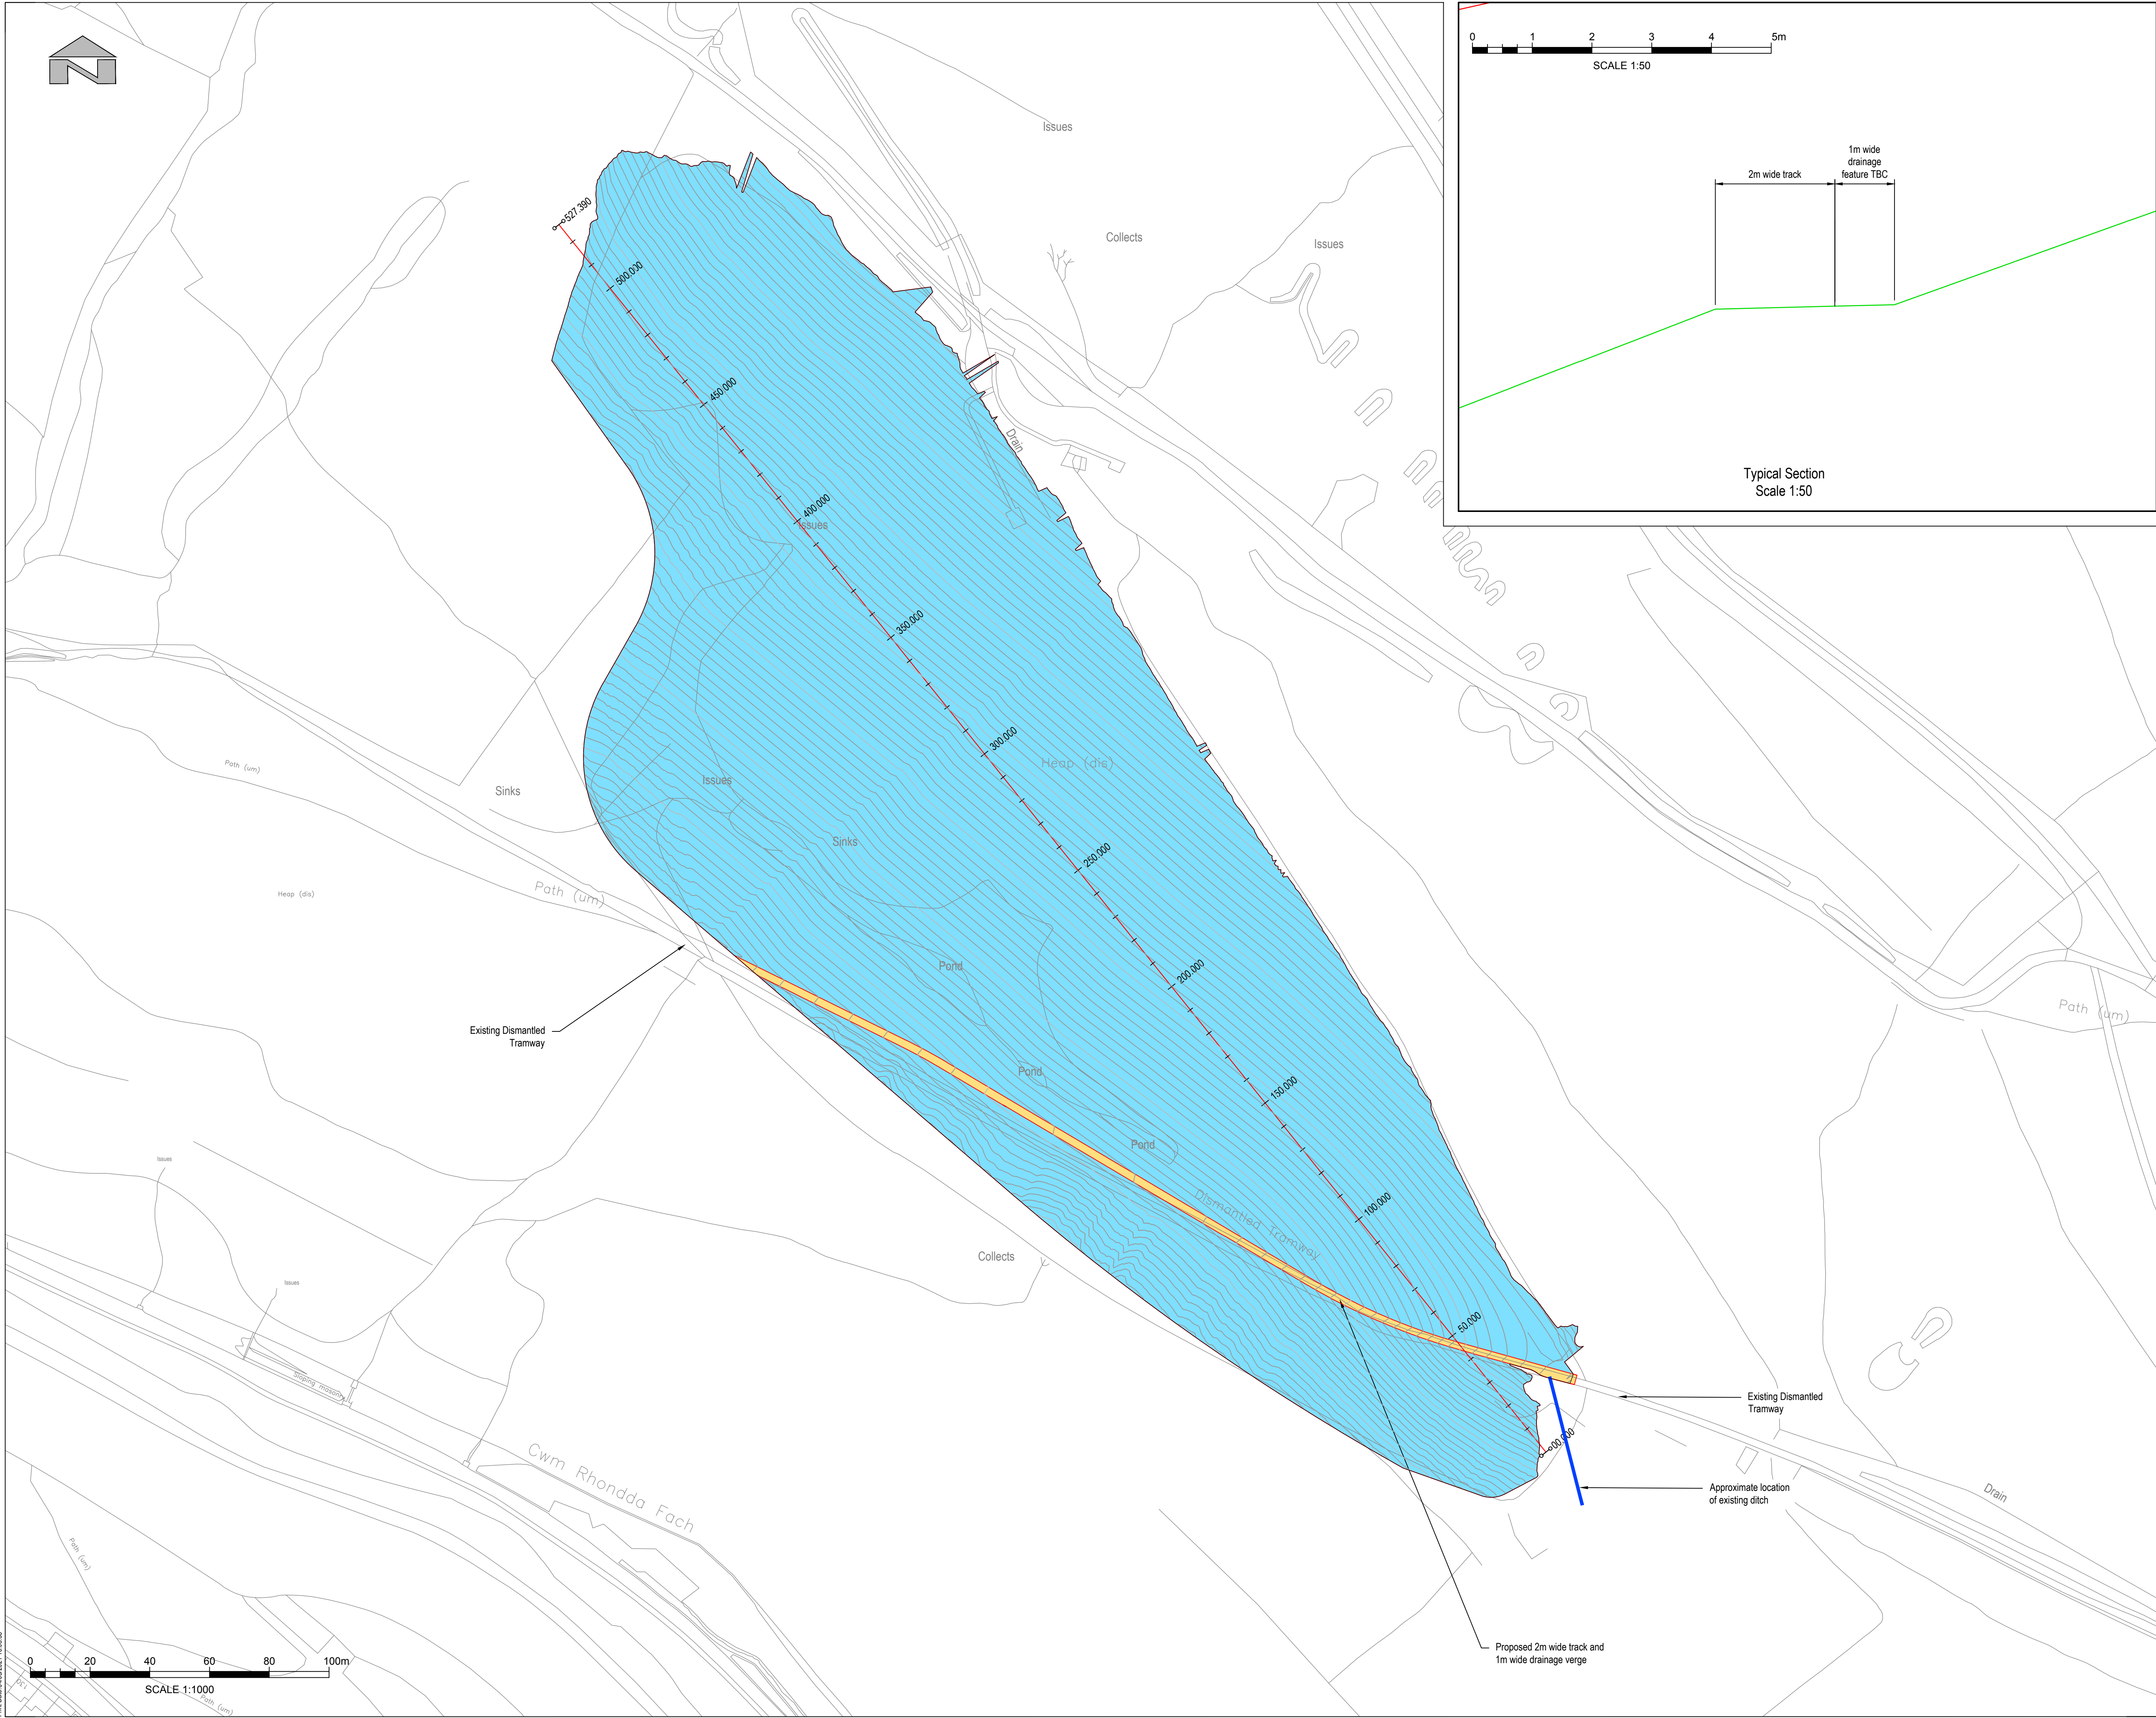 0 1 2 3 4 5m
SCALE 1:50
2m wide track
1m wide
drainage
feature TBC
Typical Section
Scale 1:50
Issues
Collects
Issues
527.390
500.000
450.000
Drain
400.000
Issues
350.000
300.000
Heap (dis)
Path (um)
Issues
Sinks
Sinks
250.000
Path (um)
Heap (dis)
Pond
200.000
Path (um)
Existing Dismantled
Tramway
Pond
150.000
Pond
Issues
Dismantled Tramway
100.000
Collects
Issues
50.000
Sloping masonry
Existing Dismantled
Tramway
00.000
Cwm Rhondda Fach
Approximate location
of existing ditch
Drain
Path (um)
Proposed 2m wide track and
1m wide drainage verge
0 20 40 60 80 100m
SCALE 1:1000
Path (um)